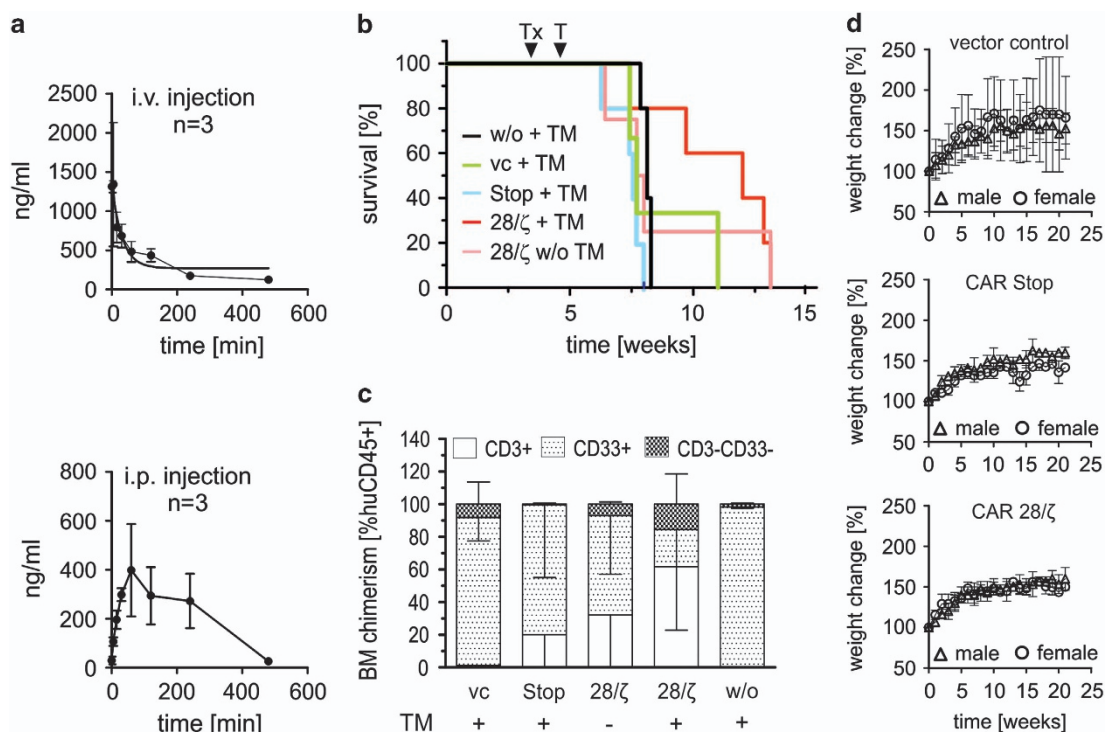 a
i.v. injection
n=3
ng/ml
2500
2000
1500
1000
500
0
0 200 400 600
time [min]
i.p. injection
n=3
ng/ml
800
600
400
200
0
0 200 400 600
time [min]
b
Tx T
survival [%]
100
80
60
40
20
0
w/o + TM
vc + TM
Stop + TM
28/ζ + TM
28/ζ w/o TM
0 5 10 15
time [weeks]
c
BM chimerism [%huCD45+]
140
120
100
80
60
40
20
0
CD3+ CD33+ CD3-CD33-
vc Stop 28/ζ 28/ζ w/o
TM + + - + +
d
vector control
weight change [%]
250
200
150
100
50
male female
0 5 10 15 20 25
CAR Stop
weight change [%]
250
200
150
100
50
male female
0 5 10 15 20 25
CAR 28/ζ
weight change [%]
250
200
150
100
50
male female
0 5 10 15 20 25
time [weeks]